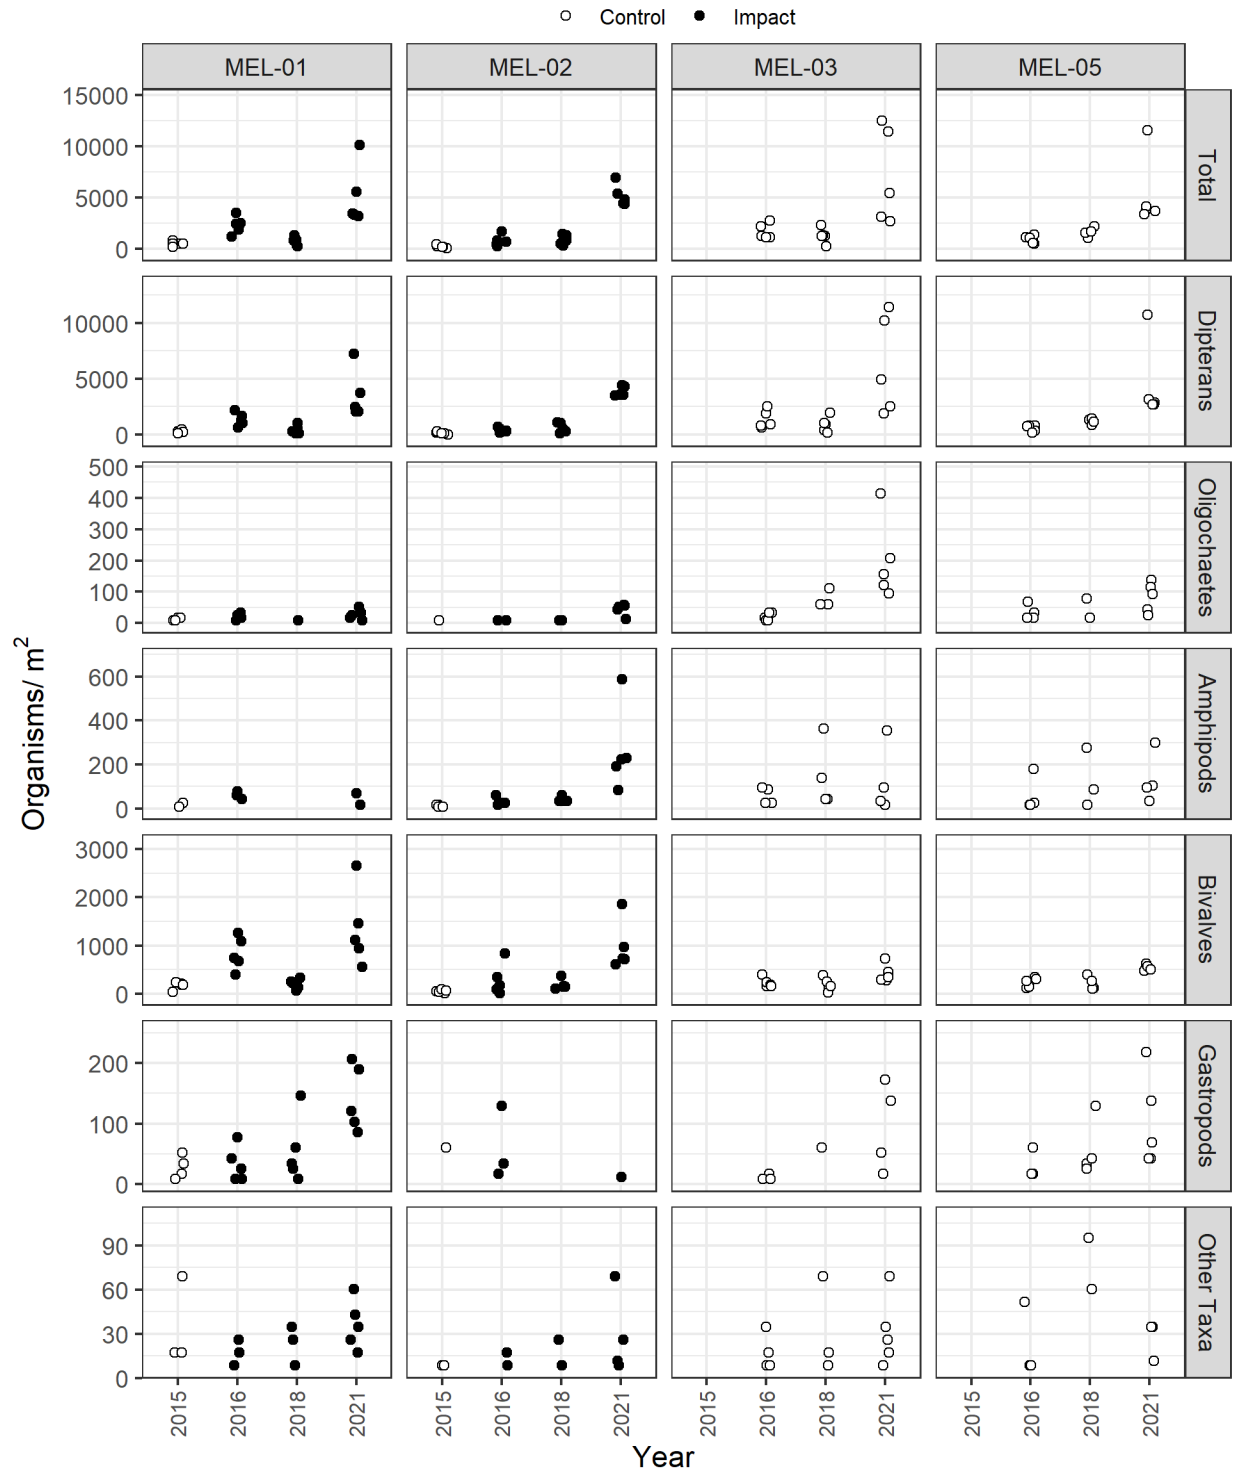 Control Impact
MEL-01 MEL-02 MEL-03 MEL-05
15000
10000
5000
0
Total
10000
5000
0
Dipterans
500
400
300
200
100
0
Oligochaetes
600
400
200
0
Amphipods
3000
2000
1000
0
Bivalves
200
100
0
Gastropods
90
60
30
0
Other Taxa
Organisms/ m²
2015 2016 2018 2021 2015 2016 2018 2021 2015 2016 2018 2021 2015 2016 2018 2021
Year